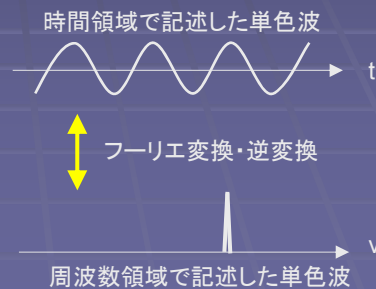 時間領域で記述した単色波
t
フーリエ変換・逆変換
ν
周波数領域で記述した単色波